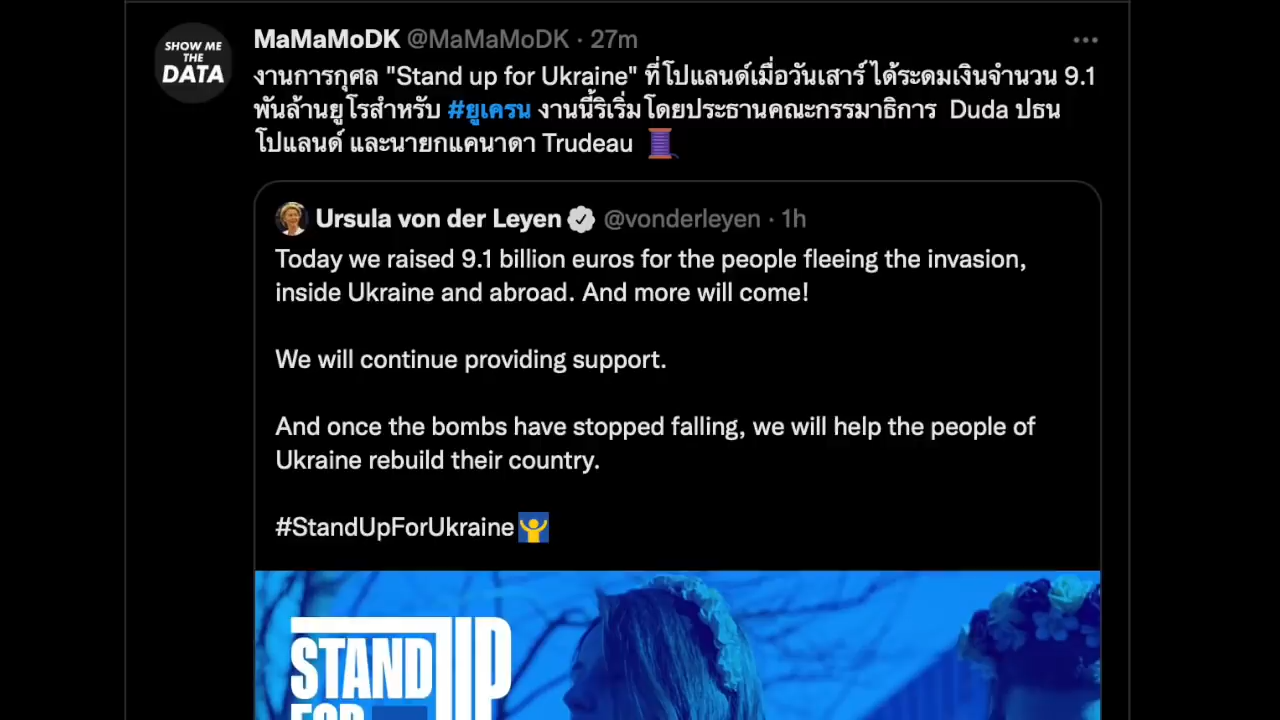 SHOW ME
THE
DATA
MaMaMoDK @MaMaMoDK · 27m
งานการกุศล "Stand up for Ukraine" ที่โปแลนด์เมื่อวันเสาร์ ได้ระดมเงินจำนวน 9.1
พันล้านยูโรสำหรับ #ยูเครน งานนี้ริเริ่มโดยประธานคณะกรรมาธิการ Duda ปธน
โปแลนด์ และนายกแคนาดา Trudeau
Ursula von der Leyen @vonderleyen · 1h
Today we raised 9.1 billion euros for the people fleeing the invasion,
inside Ukraine and abroad. And more will come!
We will continue providing support.
And once the bombs have stopped falling, we will help the people of
Ukraine rebuild their country.
#StandUpForUkraine
STAND UP
FOR